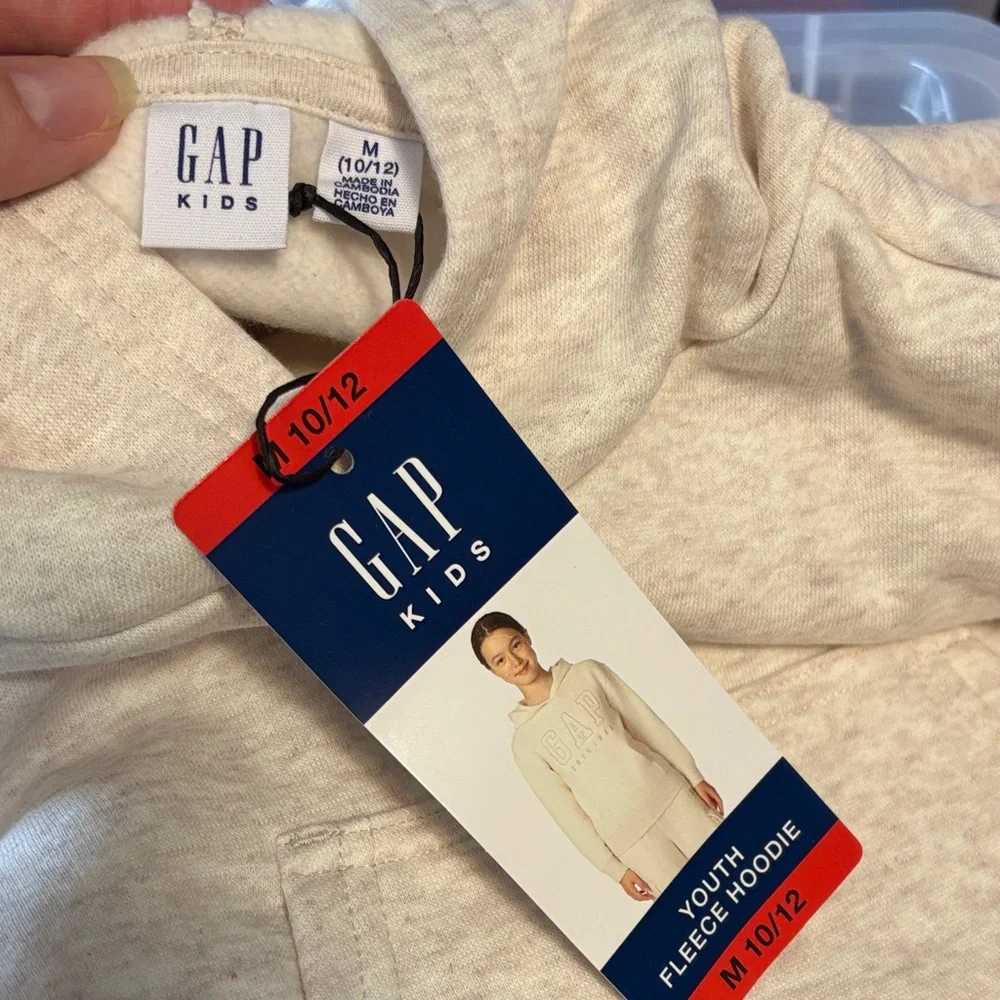 GAP
KIDS
M
(10/12)
MADE IN
CAMBODIA
HECHO EN
CAMBOYA
M 10/12
GAP
KIDS
GAP
YOUTH
FLEECE HOODIE
M 10/12